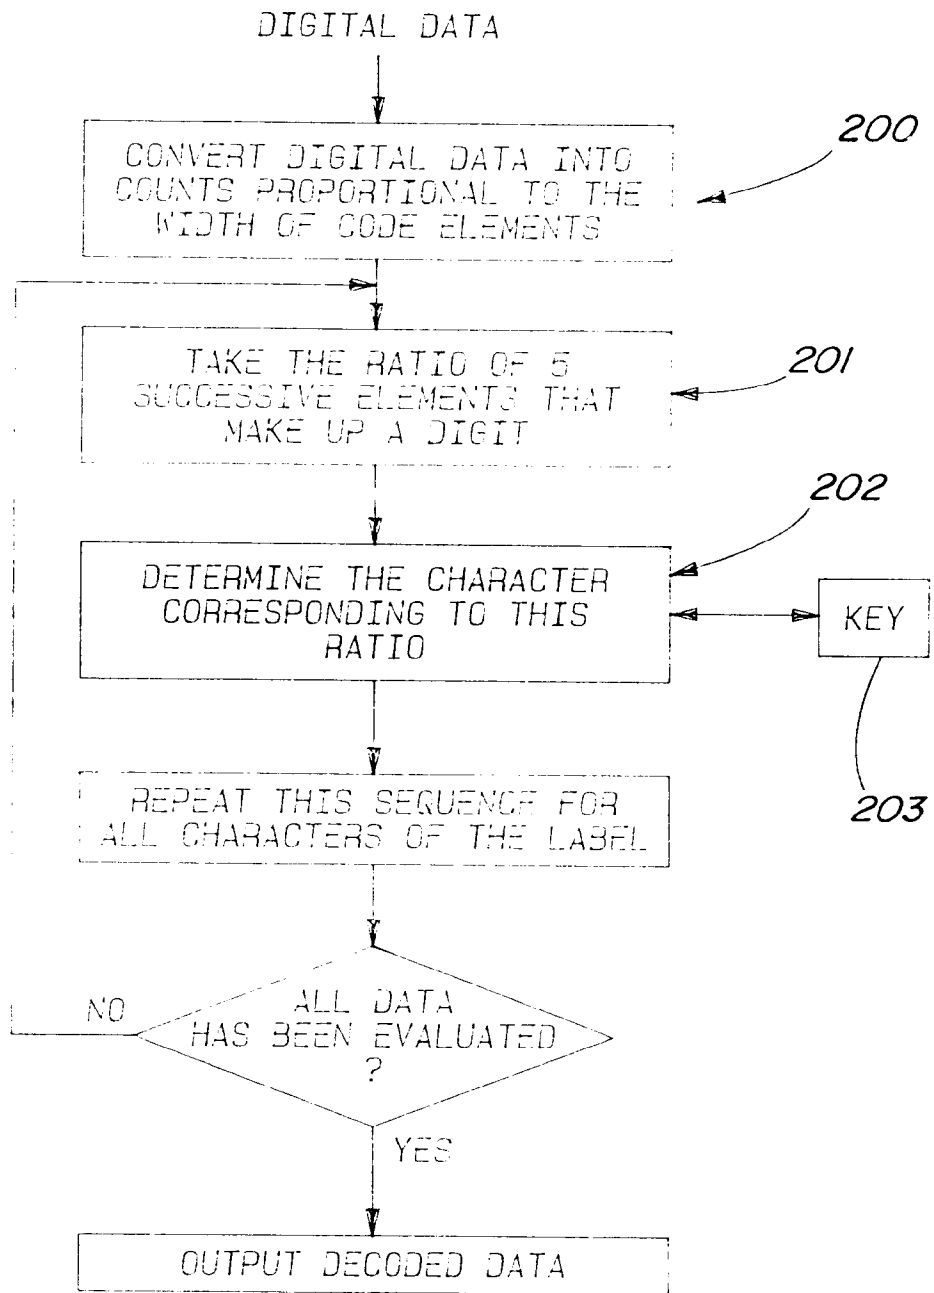 DIGITAL DATA
200
CONVERT DIGITAL DATA INTO
COUNTS PROPORTIONAL TO THE
WIDTH OF CODE ELEMENTS
201
TAKE THE RATIO OF 5
SUCCESSIVE ELEMENTS THAT
MAKE UP A DIGIT
202
DETERMINE THE CHARACTER
CORRESPONDING TO THIS
RATIO
KEY
203
REPEAT THIS SEQUENCE FOR
ALL CHARACTERS OF THE LABEL
NO
ALL DATA
HAS BEEN EVALUATED
?
YES
OUTPUT DECODED DATA